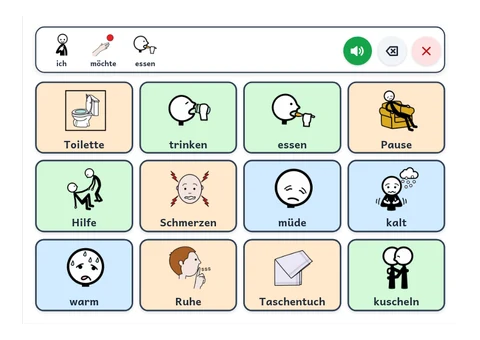 ich möchte essen
Toilette trinken essen Pause
Hilfe Schmerzen müde kalt
warm Ruhe Taschentuch kuscheln